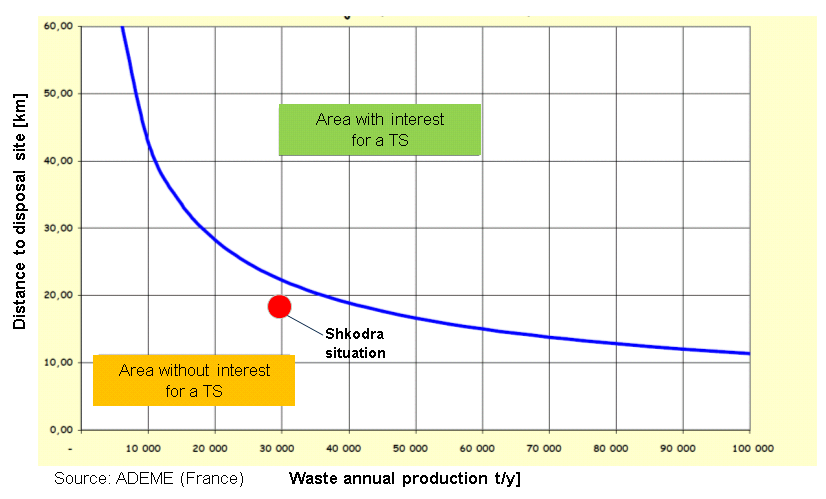 60,00
50,00
40,00
30,00
20,00
10,00
0,00
Distance to disposal site [km]
Area with interest
for a TS
Shkodra
situation
Area without interest
for a TS
- 10 000 20 000 30 000 40 000 50 000 60 000 70 000 80 000 90 000 100 000
Source: ADEME (France) Waste annual production t/y]